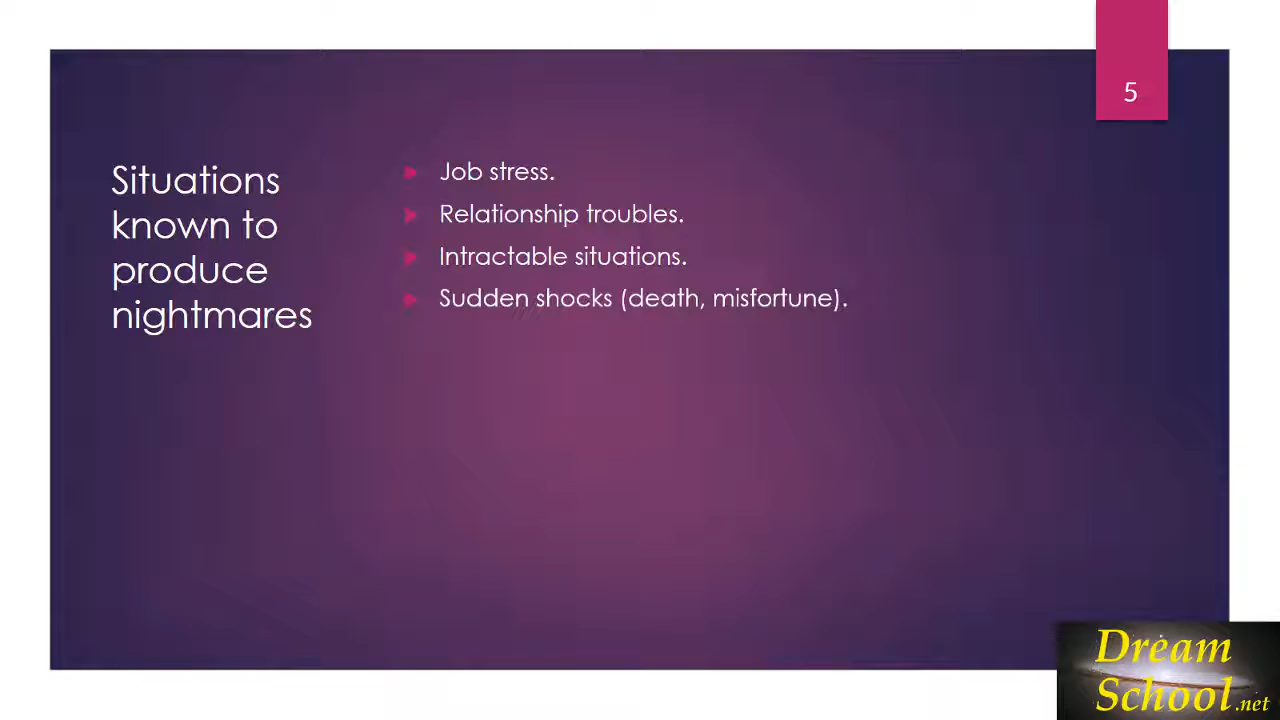 5
Situations
known to
produce
nightmares
Job stress.
Relationship troubles.
Intractable situations.
Sudden shocks (death, misfortune).
Dream
School.net